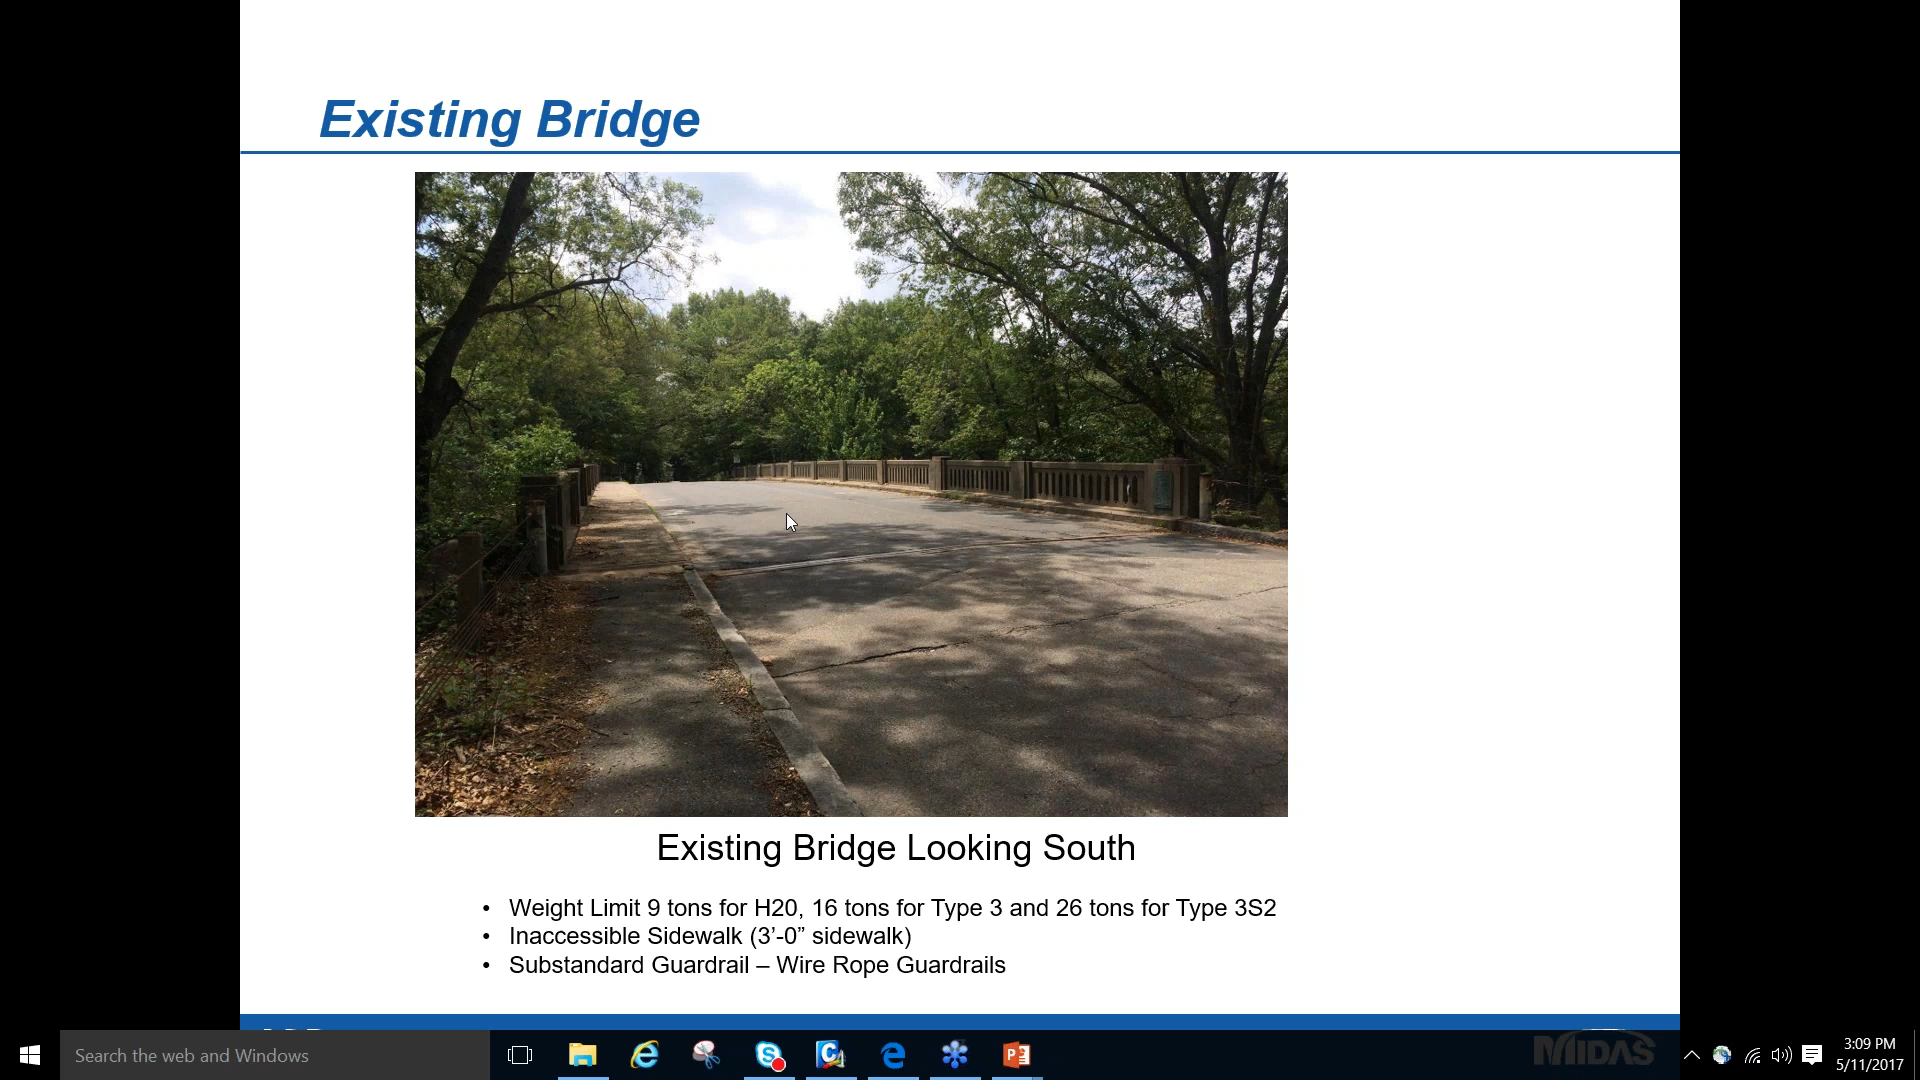 Existing Bridge
Existing Bridge Looking South
• Weight Limit 9 tons for H20, 16 tons for Type 3 and 26 tons for Type 3S2
• Inaccessible Sidewalk (3’-0” sidewalk)
• Substandard Guardrail – Wire Rope Guardrails
MIDAS
Search the web and Windows
3:09 PM
5/11/2017